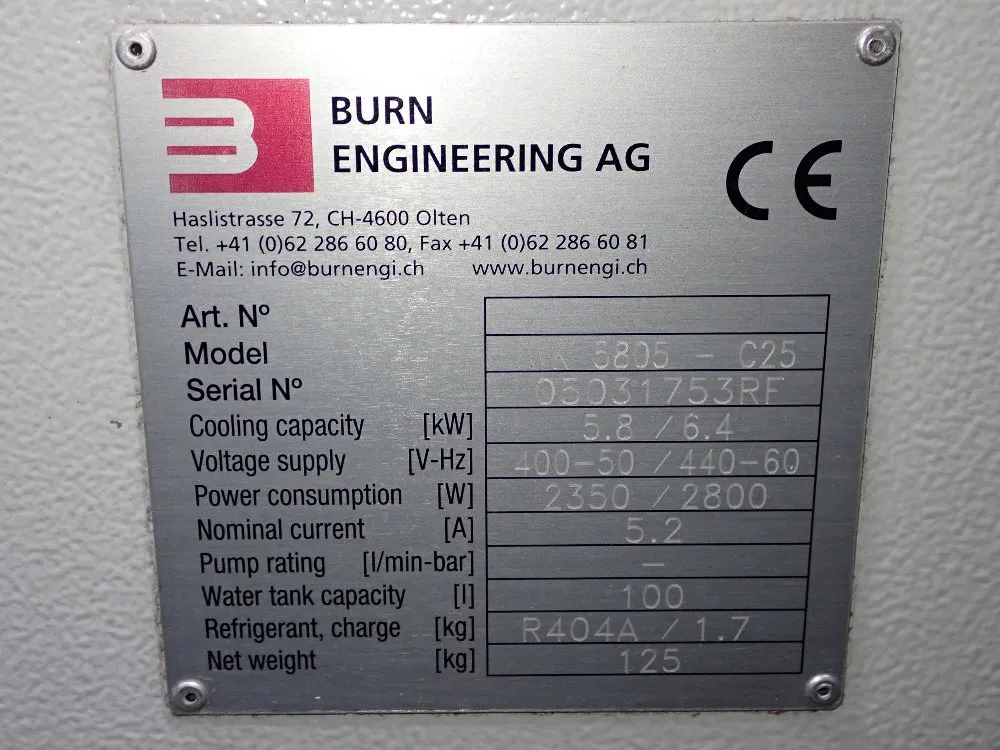 BURN
ENGINEERING AG
CE
Haslistrasse 72, CH-4600 Olten
Tel. +41 (0)62 286 60 80, Fax +41 (0)62 286 60 81
E-Mail: info@burnengi.ch www.burnengi.ch
Art. Nº
Model 5805 - C25
Serial Nº 05031753RF
Cooling capacity [kW] 5.8 / 6.4
Voltage supply [V-Hz] 400-50 / 440-60
Power consumption [W] 2350 / 2800
Nominal current [A] 5.2
Pump rating [l/min-bar] -
Water tank capacity [l] 100
Refrigerant, charge [kg] R404A / 1.7
Net weight [kg] 125